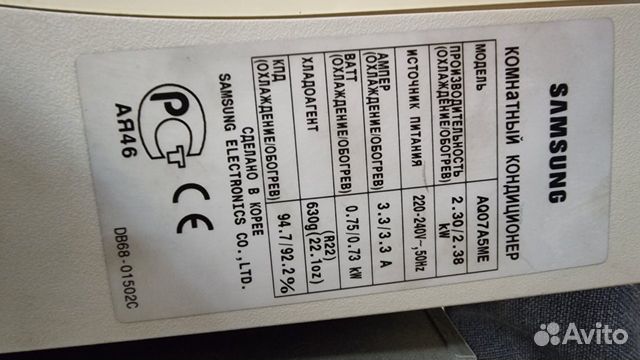 SAMSUNG
КОМНАТНЫЙ КОНДИЦИОНЕР
МОДЕЛЬ AQ07A5ME
ПРОИЗВОДИТЕЛЬНОСТЬ
(ОХЛАЖДЕНИЕ/ОБОГРЕВ) 2.30/2.38
kW
ИСТОЧНИК ПИТАНИЯ 220-240V~,50Hz
АМПЕР
(ОХЛАЖДЕНИЕ/ОБОГРЕВ) 3.3/3.3 A
ВАТТ
(ОХЛАЖДЕНИЕ/ОБОГРЕВ) 0.75/0.73 kW
ХЛАДОАГЕНТ (R22)
630g(22.1oz)
КПД
(ОХЛАЖДЕНИЕ/ОБОГРЕВ) 94.7/92.2%
СДЕЛАНО В КОРЕЕ
SAMSUNG ELECTRONICS CO.,LTD.
РСТ CE
АЯ46
DB68-01502C
Avito